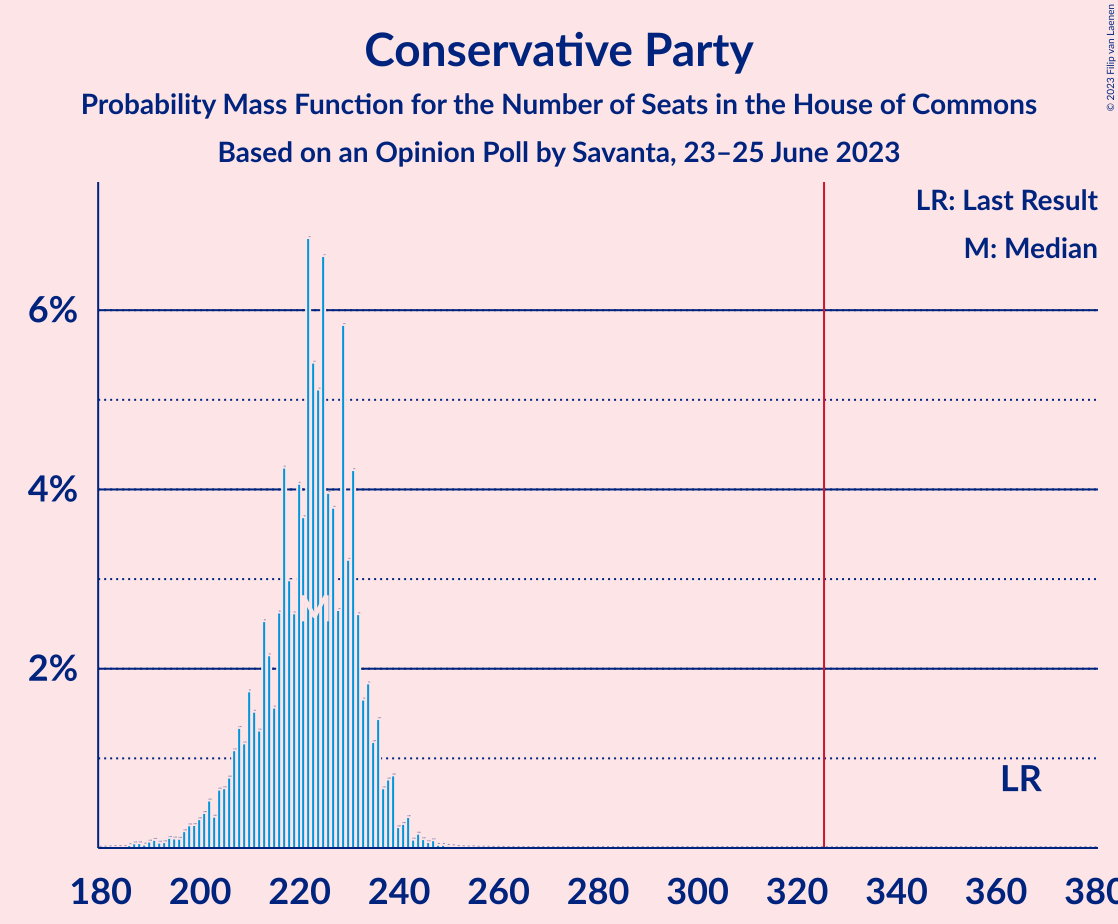 Conservative Party
Probability Mass Function for the Number of Seats in the House of Commons
Based on an Opinion Poll by Savanta, 23–25 June 2023
© 2023 Filip van Laenen
LR: Last Result
M: Median
6%
4%
2%
M
LR
180 200 220 240 260 280 300 320 340 360 380